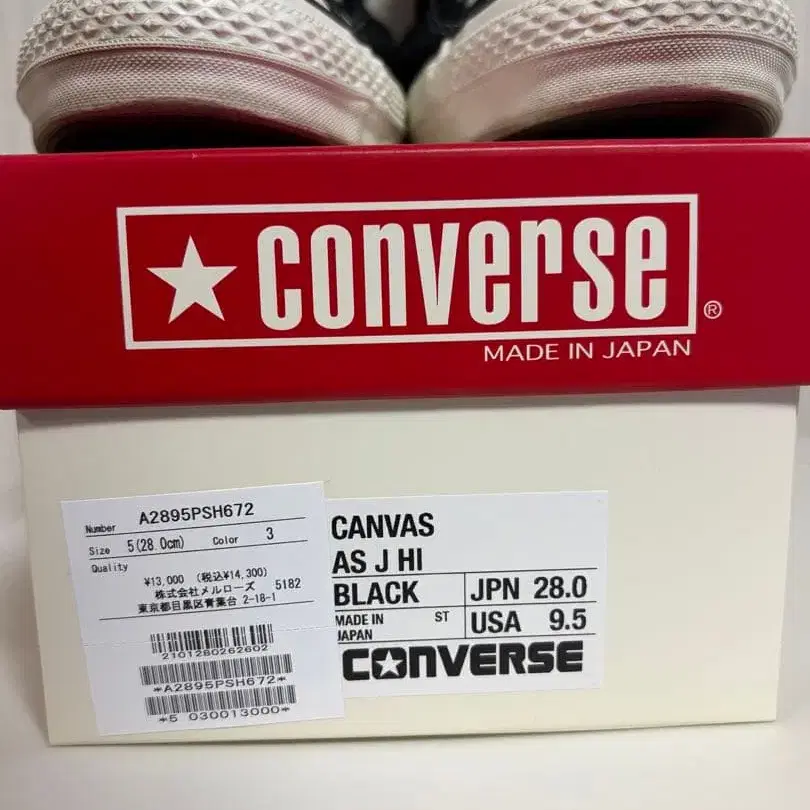 ★CONVERSE®
MADE IN JAPAN
Number A2895PSH672
Size 5(28.0cm) Color 3
Quality
¥13,000 (税込¥14,300)
株式会社メルローズ 5182
東京都目黒区青葉台 2-18-1
2101280262602
*A2895PSH672*
*5 030013000*
CANVAS
AS J HI
BLACK JPN 28.0
MADE IN JAPAN ST USA 9.5
CONVERSE